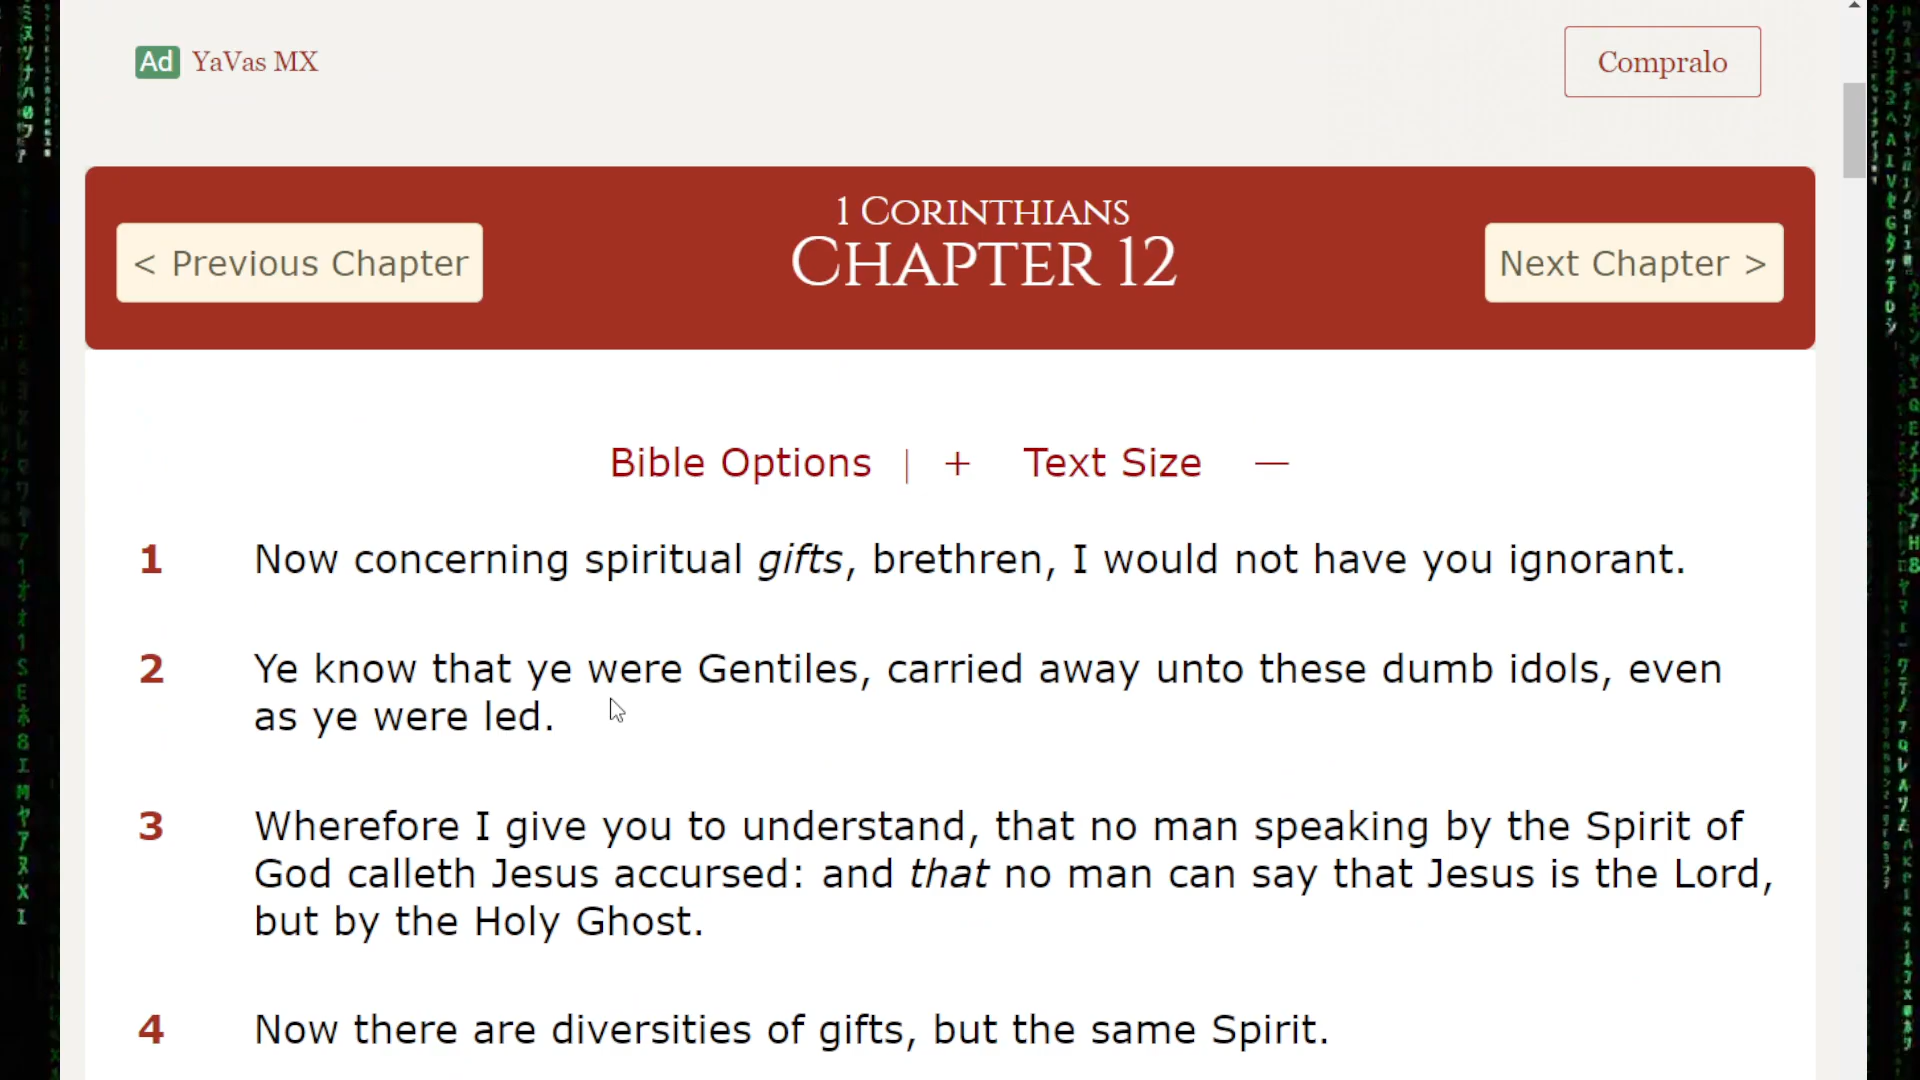 Ad YaVas MX
Compralo
1 Corinthians
< Previous Chapter
Chapter 12
Next Chapter >
Bible Options | + Text Size —
1 Now concerning spiritual gifts, brethren, I would not have you ignorant.
2 Ye know that ye were Gentiles, carried away unto these dumb idols, even
as ye were led.
3 Wherefore I give you to understand, that no man speaking by the Spirit of
God calleth Jesus accursed: and that no man can say that Jesus is the Lord,
but by the Holy Ghost.
4 Now there are diversities of gifts, but the same Spirit.